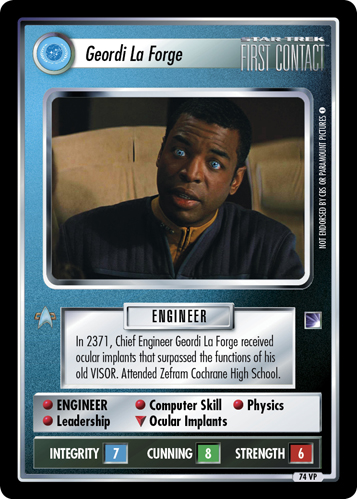 Geordi La Forge
STAR TREK
FIRST CONTACT
NOT ENDORSED BY CBS OR PARAMOUNT PICTURES
ENGINEER
In 2371, Chief Engineer Geordi La Forge received
ocular implants that surpassed the functions of his
old VISOR. Attended Zefram Cochrane High School.
ENGINEER Computer Skill Physics
Leadership Ocular Implants
INTEGRITY 7 CUNNING 8 STRENGTH 6
74 VP